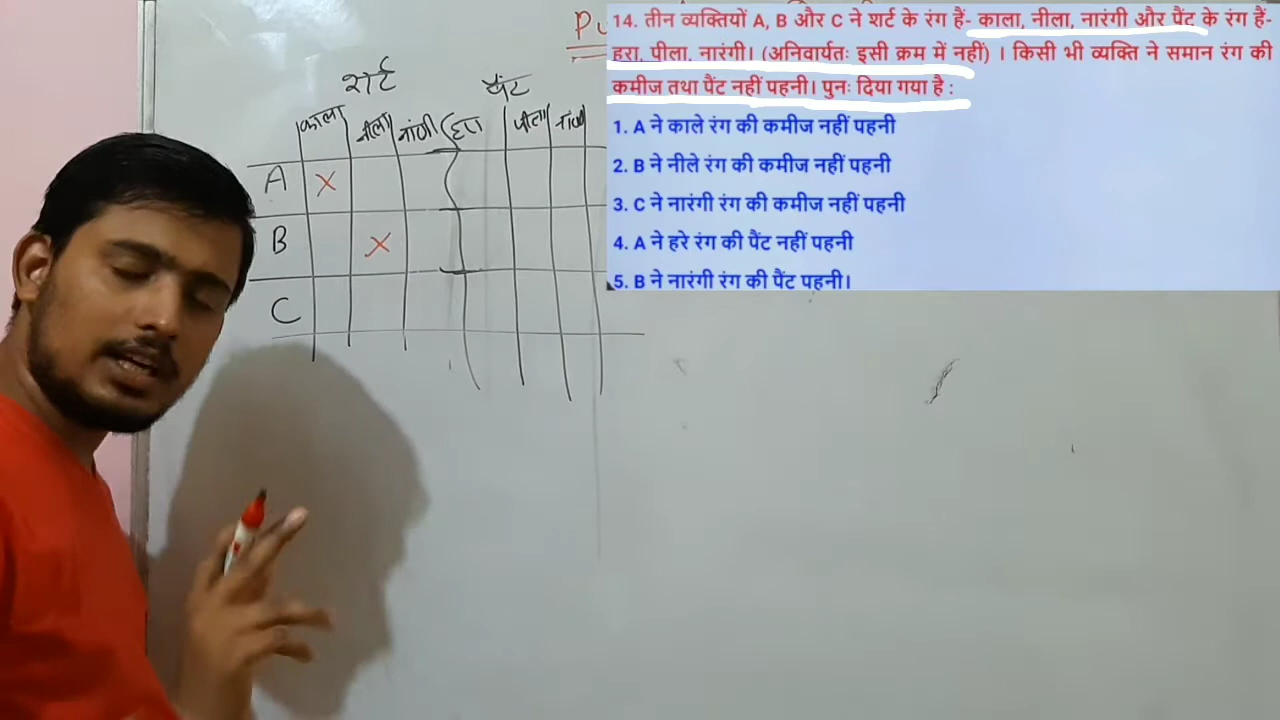 Pu
14. तीन व्यक्तियों A, B और C ने शर्ट के रंग हैं- काला, नीला, नारंगी और पैंट के रंग हैं-
हरा, पीला, नारंगी। (अनिवार्यतः इसी क्रम में नहीं) । किसी भी व्यक्ति ने समान रंग की
कमीज तथा पैंट नहीं पहनी। पुनः दिया गया है :
1. A ने काले रंग की कमीज नहीं पहनी
2. B ने नीले रंग की कमीज नहीं पहनी
3. C ने नारंगी रंग की कमीज नहीं पहनी
4. A ने हरे रंग की पैंट नहीं पहनी
5. B ने नारंगी रंग की पैंट पहनी।
शर्ट पैंट
काला नीला नांगी हरा पीला
A X
B X
C